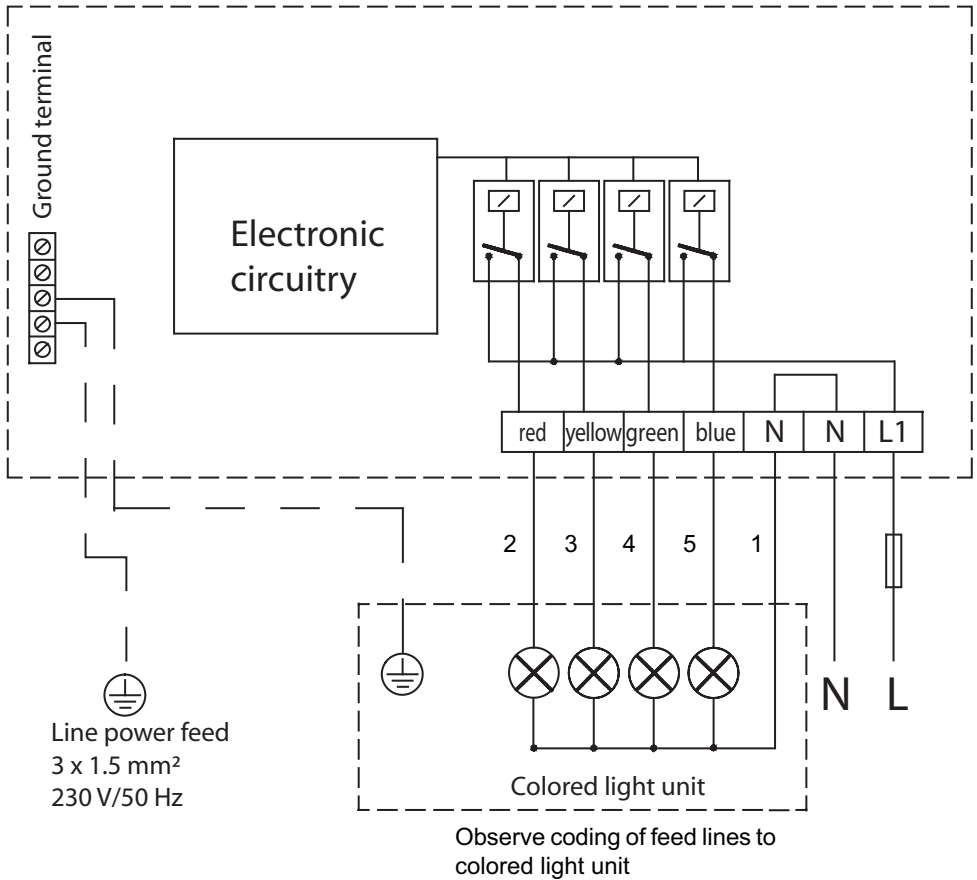 Ground terminal
Electronic
circuitry
red yellow green blue N N L1
2 3 4 5 1
N L
Line power feed
3 x 1.5 mm²
230 V/50 Hz
Colored light unit
Observe coding of feed lines to
colored light unit